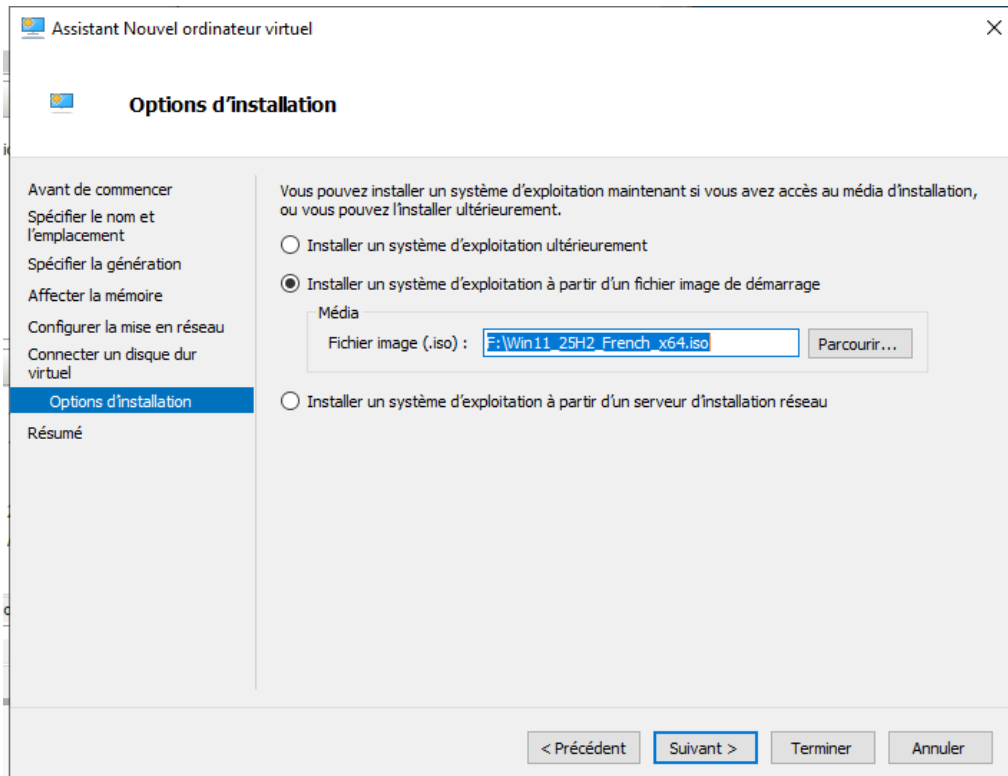 Assistant Nouvel ordinateur virtuel
Options d'installation
Avant de commencer
Spécifier le nom et
l'emplacement
Spécifier la génération
Affecter la mémoire
Configurer la mise en réseau
Connecter un disque dur
virtuel
Options d'installation
Résumé
Vous pouvez installer un système d'exploitation maintenant si vous avez accès au média d'installation,
ou vous pouvez l'installer ultérieurement.
Installer un système d'exploitation ultérieurement
Installer un système d'exploitation à partir d'un fichier image de démarrage
Média
Fichier image (.iso) : F:\Win11_25H2_French_x64.iso Parcourir...
Installer un système d'exploitation à partir d'un serveur d'installation réseau
< Précédent Suivant > Terminer Annuler